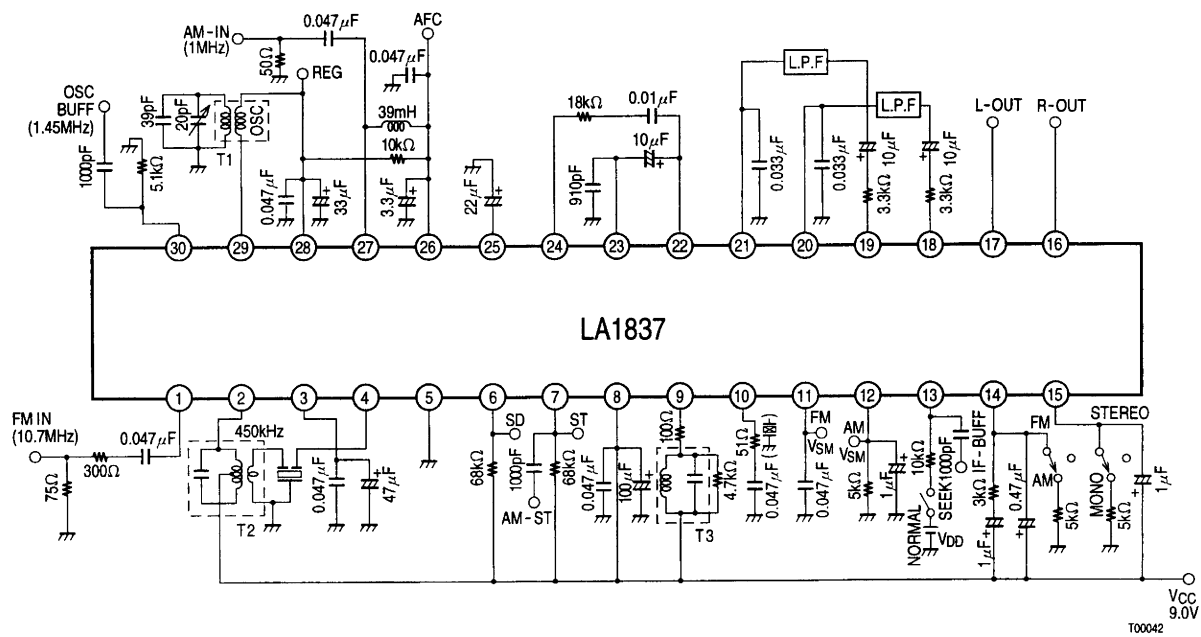 AM-IN
(1MHz)
0.047µF
AFC
50Ω
REG
0.047µF
L.P.F
L.P.F
L-OUT
R-OUT
OSC
BUFF
(1.45MHz)
39pF
20pF
OSC
T1
39mH
10kΩ
18kΩ
0.01µF
10µF
1000pF
5.1kΩ
0.047µF
33µF
3.3µF
22µF
910pF
0.033µF
0.033µF
10µF
10µF
3.3kΩ
3.3kΩ
30
29
28
27
26
25
24
23
22
21
20
19
18
17
16
LA1837
1
2
3
4
5
6
7
8
9
10
11
12
13
14
15
FM IN
(10.7MHz)
0.047µF
300Ω
75Ω
450kHz
T2
0.047µF
47µF
SD
68kΩ
ST
1000pF
68kΩ
AM-ST
0.047µF
100µF
100Ω
4.7kΩ
T3
51Ω
0.047µF
FM
VSM
0.047µF
AM
VSM
5kΩ
1µF
10kΩ
SEEK
NORMAL
100pF
IF-BUFF
VDD
3kΩ
0.47µF
1µF
FM
AM
5kΩ
STEREO
MONO
5kΩ
1µF
VCC
9.0V
T00042